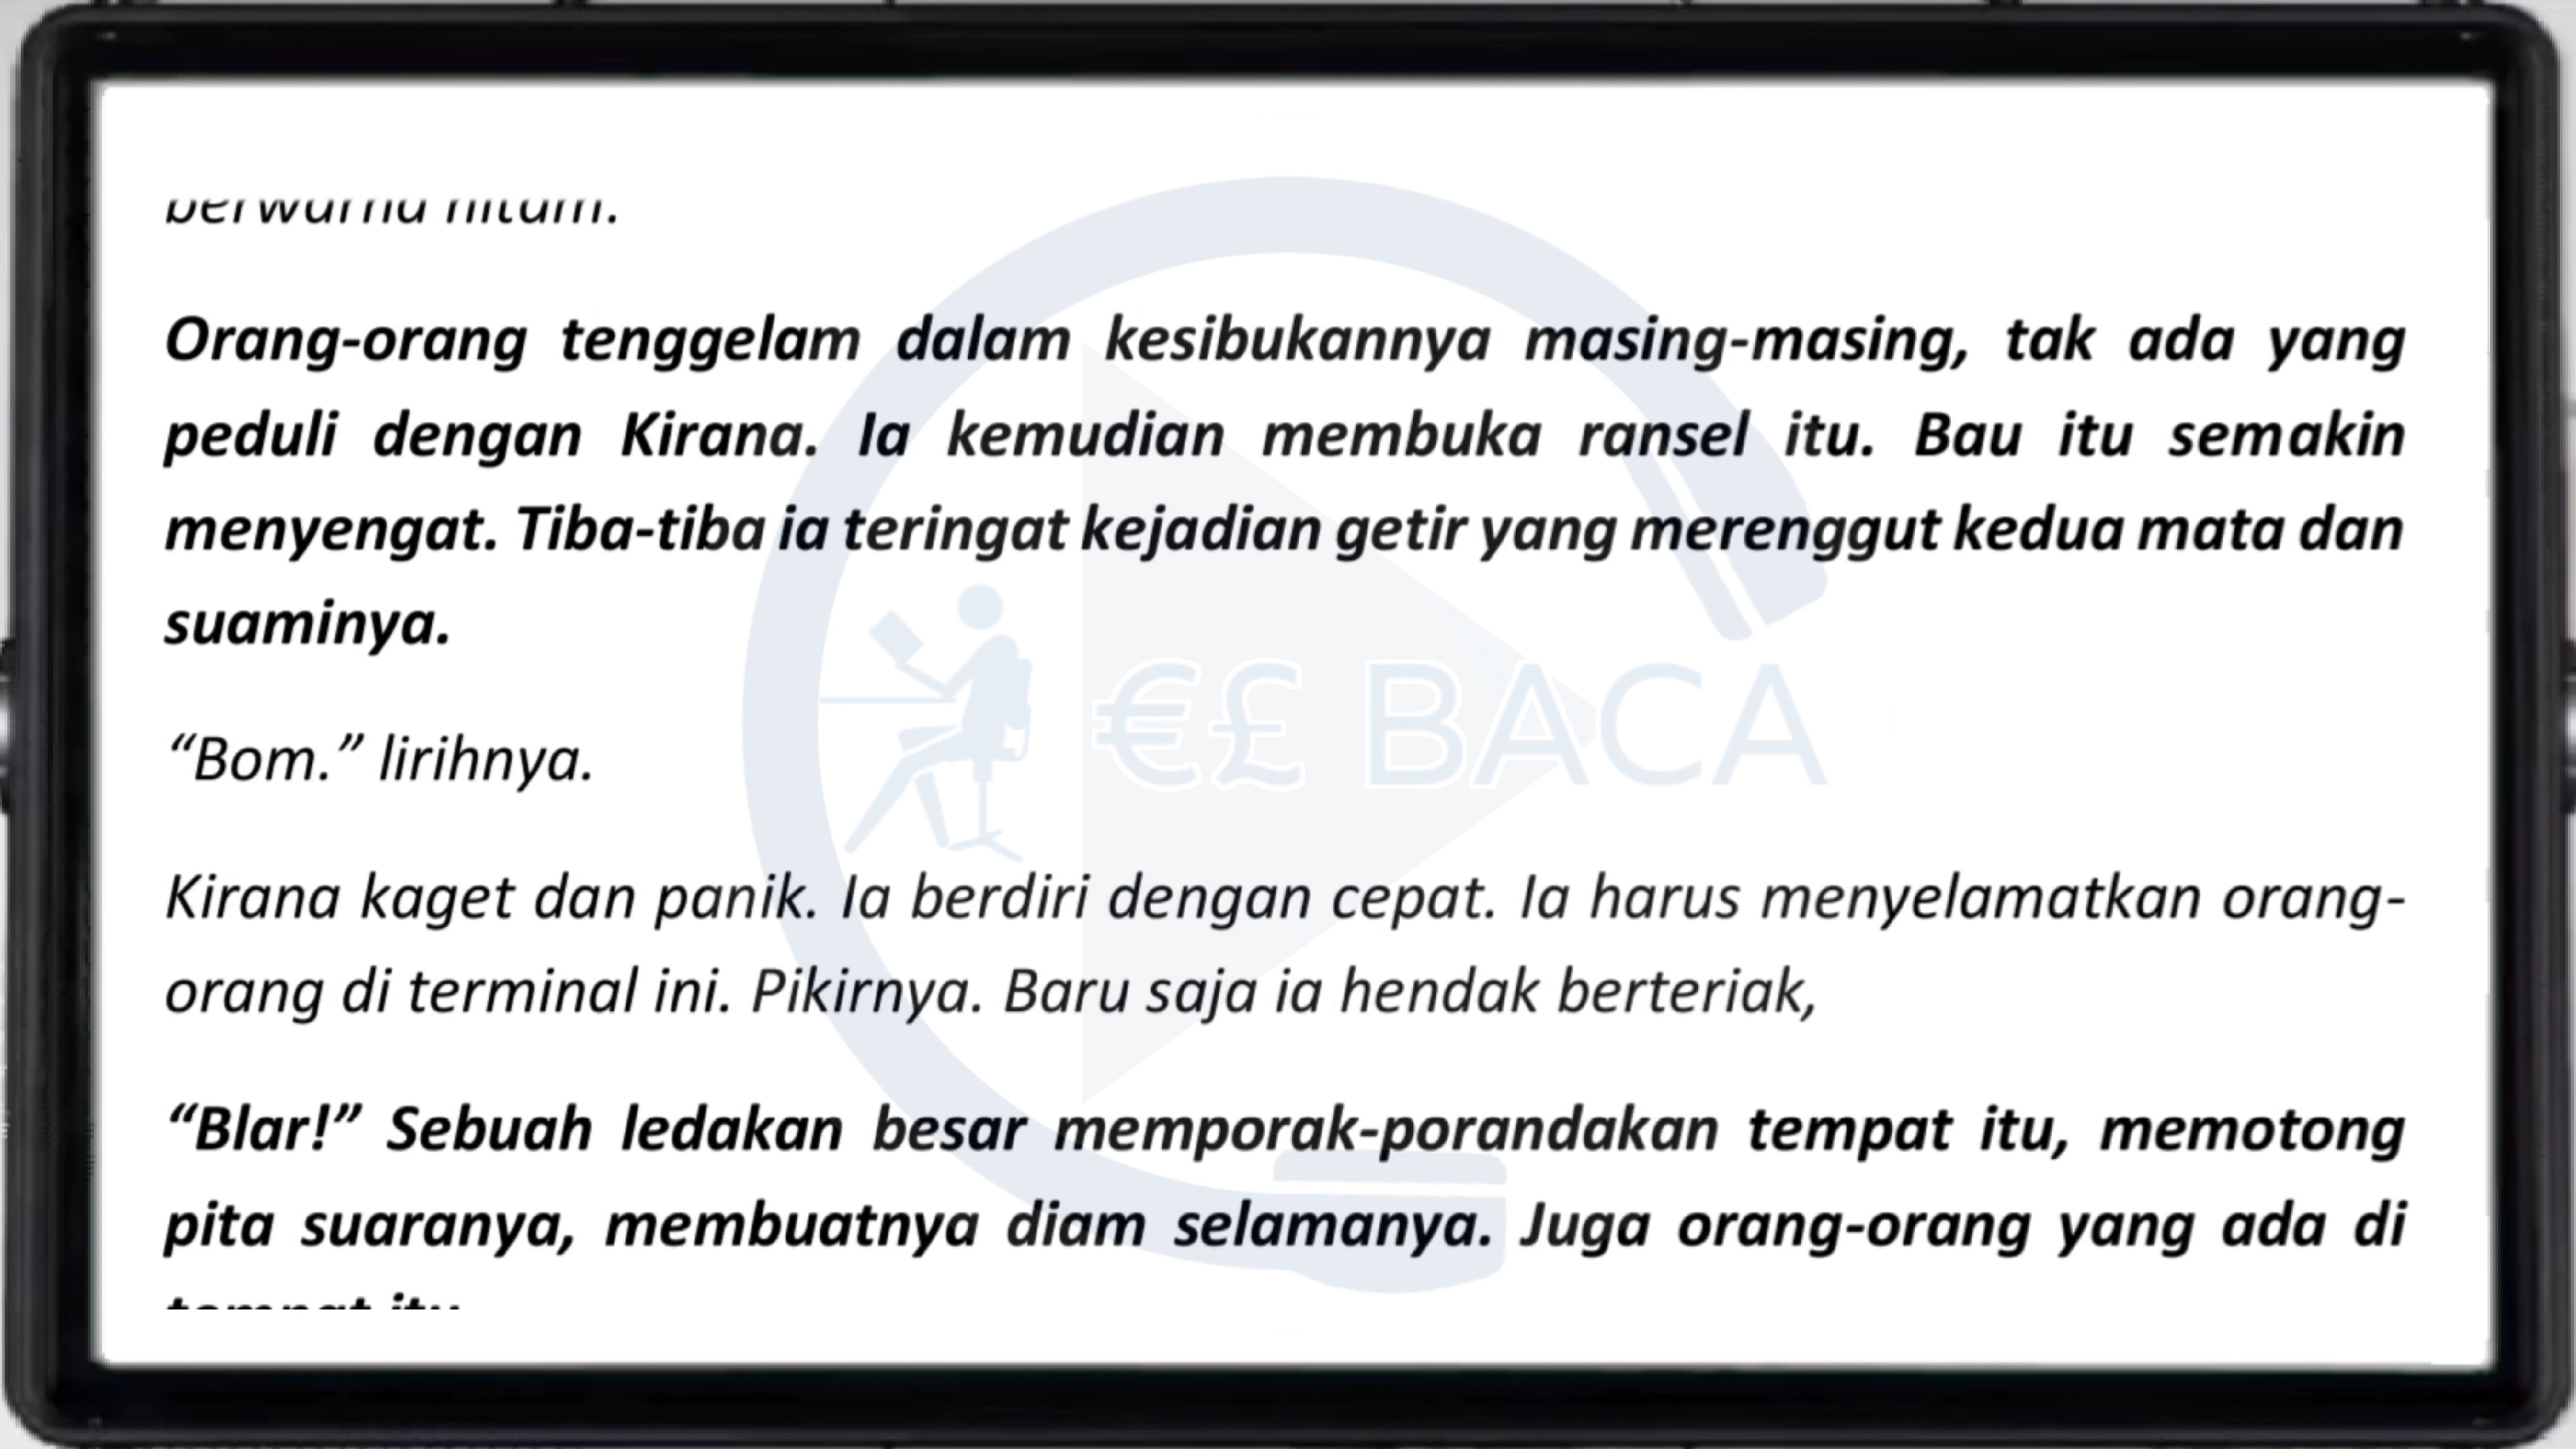 berwarna hitam.
Orang-orang tenggelam dalam kesibukannya masing-masing, tak ada yang
peduli dengan Kirana. Ia kemudian membuka ransel itu. Bau itu semakin
menyengat. Tiba-tiba ia teringat kejadian getir yang merenggut kedua mata dan
suaminya.
“Bom.” lirihnya.
€£ BACA
Kirana kaget dan panik. Ia berdiri dengan cepat. Ia harus menyelamatkan orang-
orang di terminal ini. Pikirnya. Baru saja ia hendak berteriak,
“Blar!” Sebuah ledakan besar memporak-porandakan tempat itu, memotong
pita suaranya, membuatnya diam selamanya. Juga orang-orang yang ada di
tempat itu